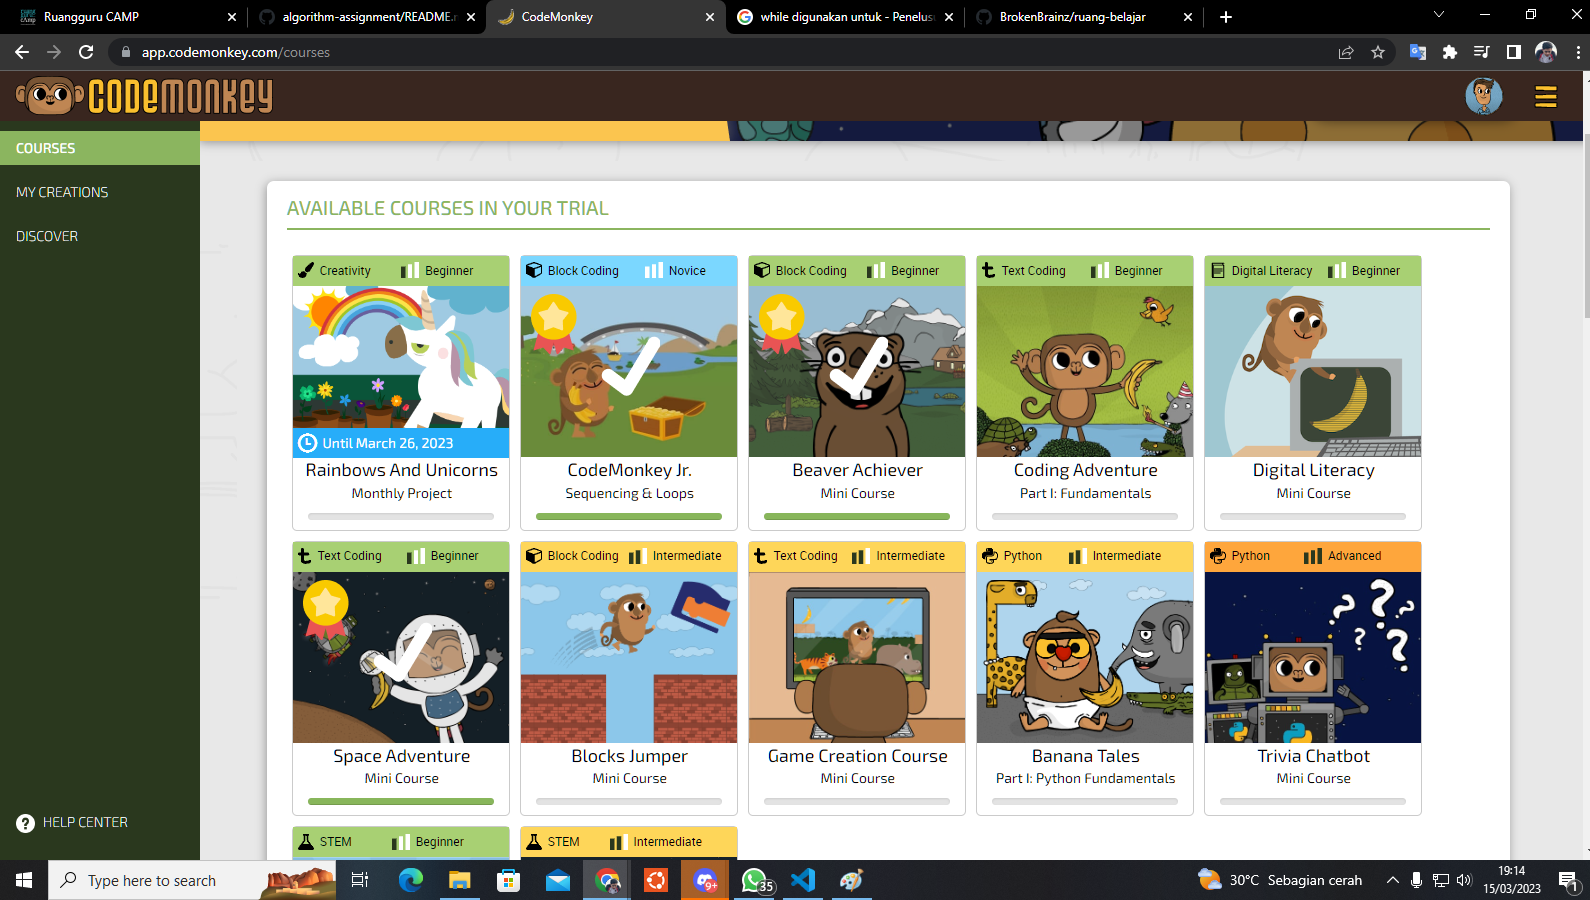 Ruangguru CAMP
algorithm-assignment/README.m
CodeMonkey
while digunakan untuk - Penelus
BrokenBrainz/ruang-belajar
app.codemonkey.com/courses
CODEMONKEY
COURSES
MY CREATIONS
DISCOVER
HELP CENTER
AVAILABLE COURSES IN YOUR TRIAL
Creativity Beginner
Until March 26, 2023
Rainbows And Unicorns
Monthly Project
Block Coding Novice
CodeMonkey Jr.
Sequencing & Loops
Block Coding Beginner
Beaver Achiever
Mini Course
Text Coding Beginner
Coding Adventure
Part I: Fundamentals
Digital Literacy Beginner
Digital Literacy
Mini Course
Text Coding Beginner
Space Adventure
Mini Course
Block Coding Intermediate
Blocks Jumper
Mini Course
Text Coding Intermediate
Game Creation Course
Mini Course
Python Intermediate
Banana Tales
Part I: Python Fundamentals
Python Advanced
? ? ? ? ?
Trivia Chatbot
Mini Course
STEM Beginner
STEM Intermediate
Type here to search
9+
35
30°C Sebagian cerah
19:14
15/03/2023
1